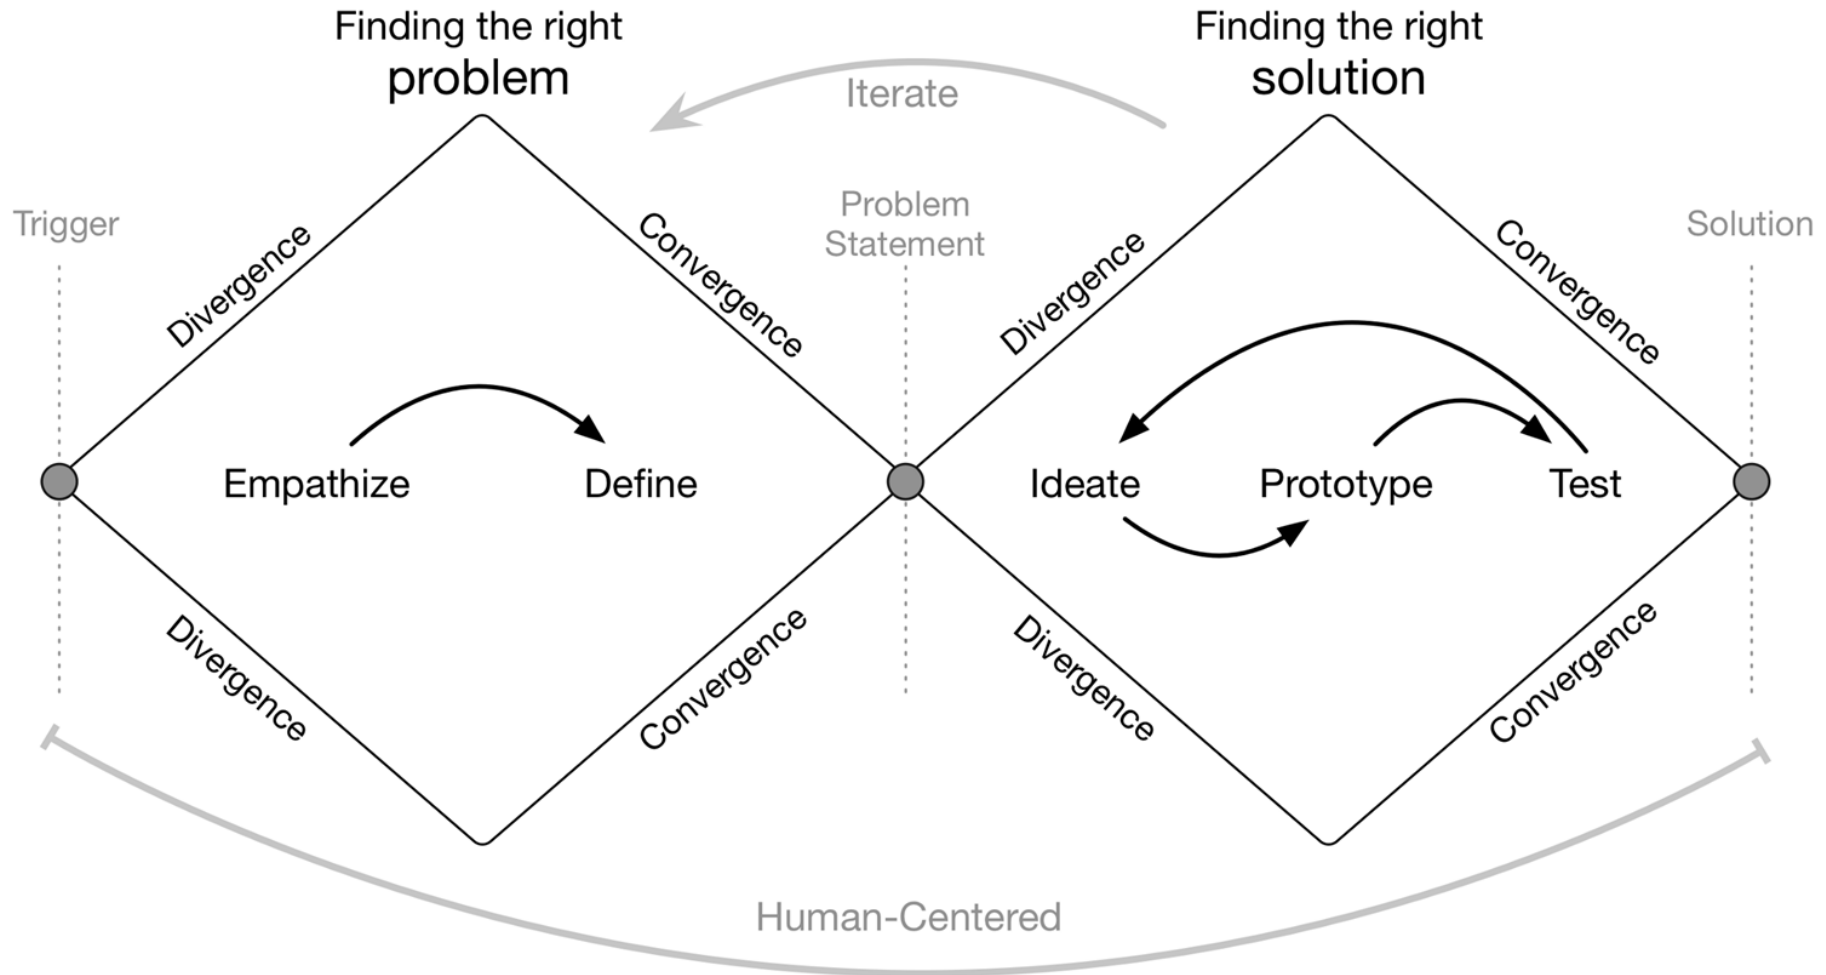 Finding the right
problem
Finding the right
solution
Iterate
Trigger
Problem
Statement
Solution
Divergence
Convergence
Divergence
Convergence
Empathize
Define
Ideate
Prototype
Test
Divergence
Convergence
Divergence
Convergence
Human-Centered